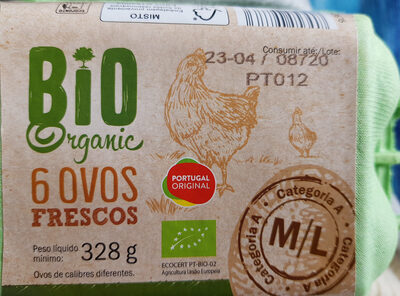 MISTO
Consumir até:/Lote:
23-04 / 08720
PT012
BiO
Organic
6 OVOS
FRESCOS
PORTUGAL
ORIGINAL
Peso líquido
mínimo: 328 g
Ovos de calibres diferentes.
ECOCERT PT-BIO-02
Agricultura União Europeia
Categoria A • Categoria A • Categoria A •
M/L